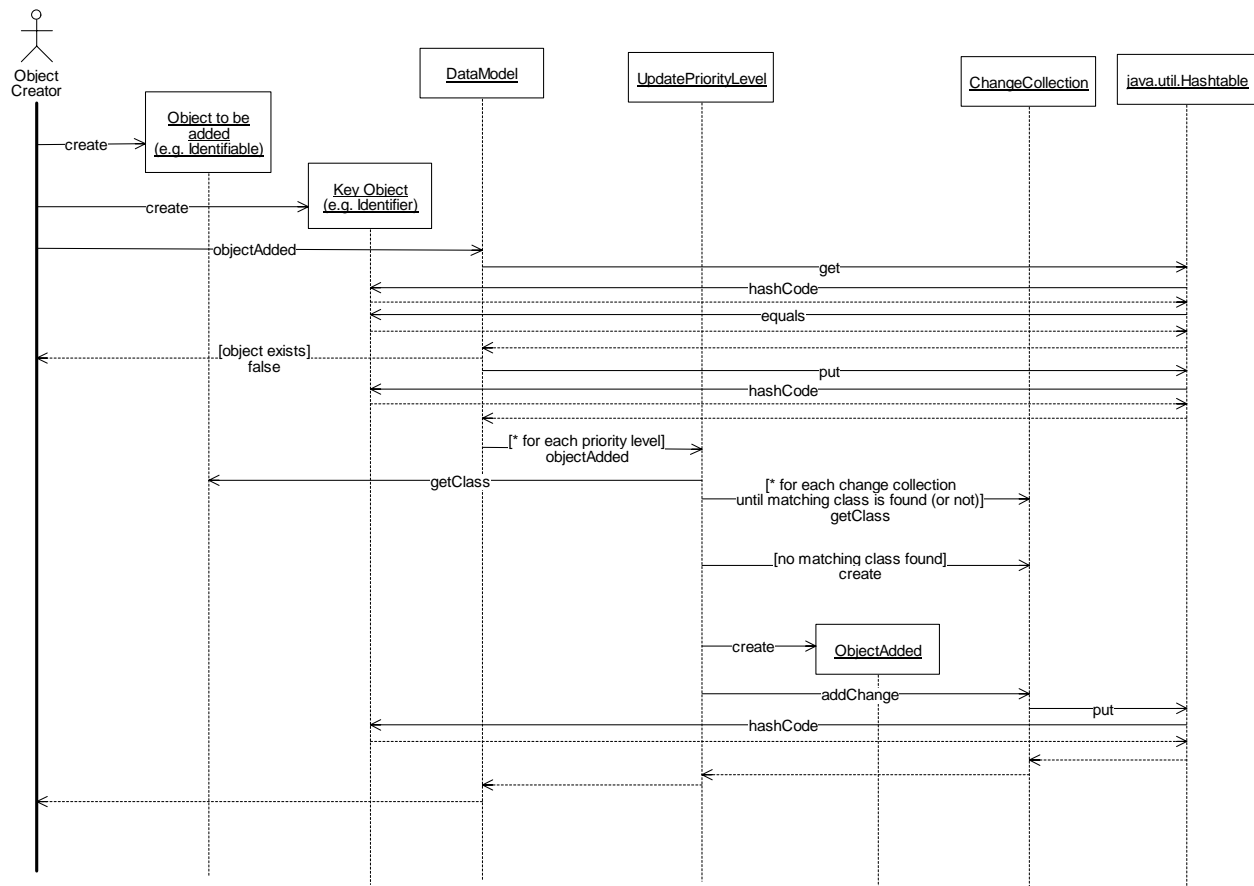 Object
Creator
Object to be
added
(e.g. Identifiable)
Key Object
(e.g. Identifier)
DataModel
UpdatePriorityLevel
ChangeCollection
java.util.Hashtable
create
create
objectAdded
get
hashCode
equals
[object exists]
false
put
hashCode
[* for each priority level]
objectAdded
getClass
[* for each change collection
until matching class is found (or not)]
getClass
[no matching class found]
create
create
ObjectAdded
addChange
put
hashCode